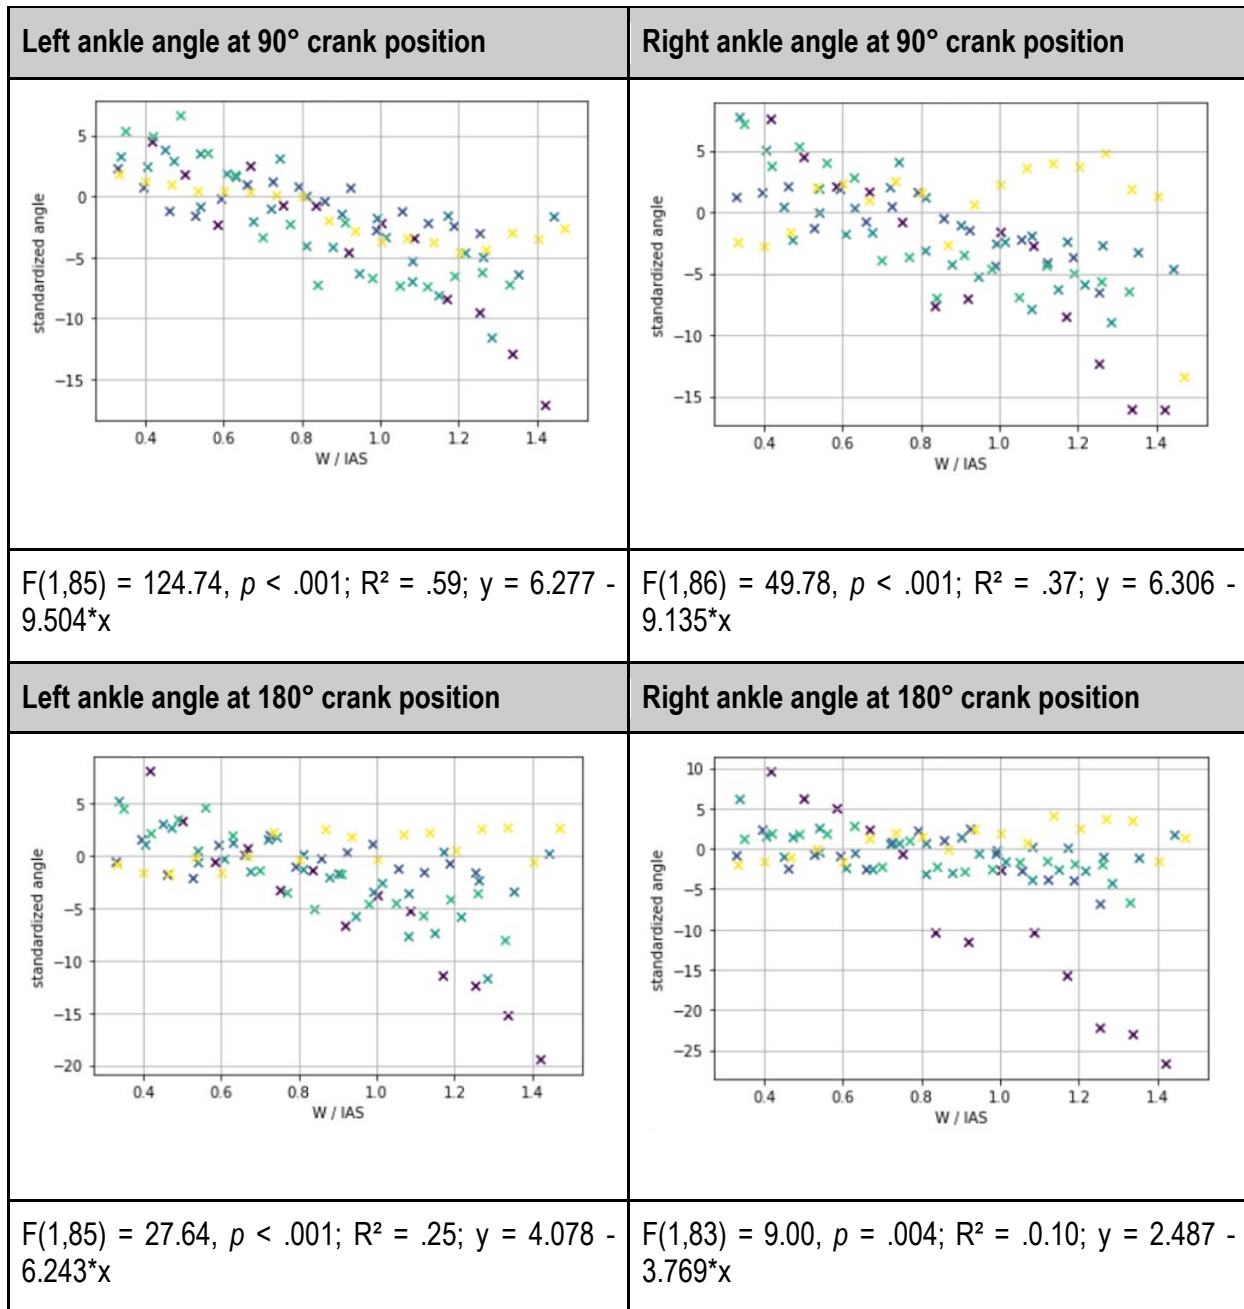 Left ankle angle at 90° crank position
Right ankle angle at 90° crank position
5
0
−5
−10
−15
standardized angle
0.4 0.6 0.8 1.0 1.2 1.4
W / IAS
5
0
−5
−10
−15
standardized angle
0.4 0.6 0.8 1.0 1.2 1.4
W / IAS
F(1,85) = 124.74, p < .001; R² = .59; y = 6.277 -
9.504*x
F(1,86) = 49.78, p < .001; R² = .37; y = 6.306 -
9.135*x
Left ankle angle at 180° crank position
Right ankle angle at 180° crank position
5
0
−5
−10
−15
−20
standardized angle
0.4 0.6 0.8 1.0 1.2 1.4
W / IAS
10
5
0
−5
−10
−15
−20
−25
standardized angle
0.4 0.6 0.8 1.0 1.2 1.4
W / IAS
F(1,85) = 27.64, p < .001; R² = .25; y = 4.078 -
6.243*x
F(1,83) = 9.00, p = .004; R² = .0.10; y = 2.487 -
3.769*x